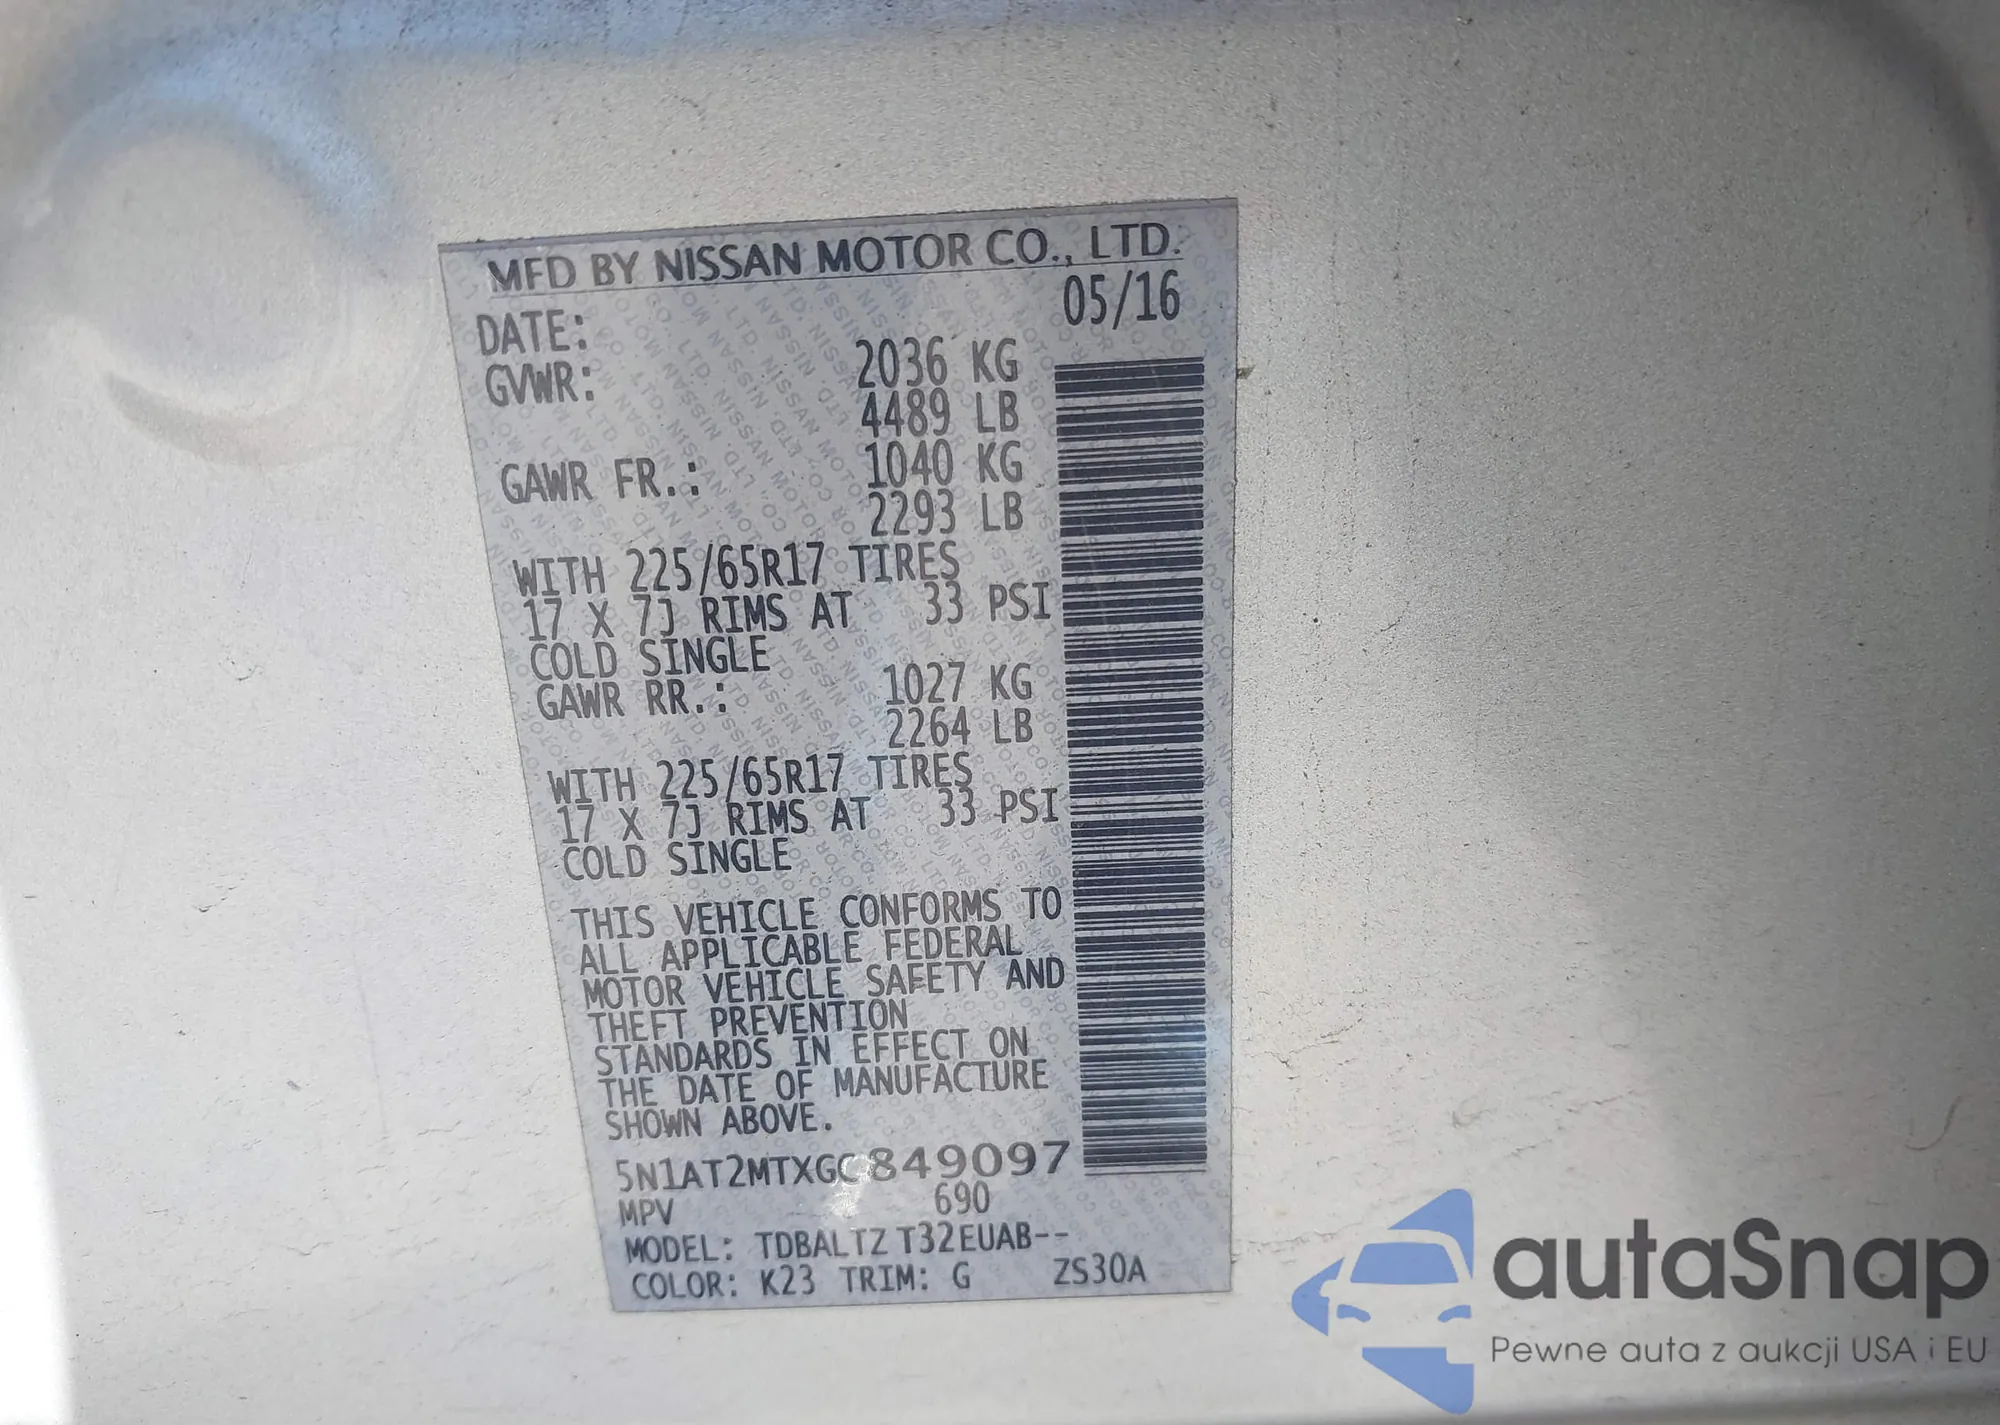 MFD BY NISSAN MOTOR CO., LTD.
DATE: 05/16
GVWR: 2036 KG
4489 LB
GAWR FR.: 1040 KG
2293 LB
WITH 225/65R17 TIRES
17 X 7J RIMS AT 33 PSI
COLD SINGLE
GAWR RR.: 1027 KG
2264 LB
WITH 225/65R17 TIRES
17 X 7J RIMS AT 33 PSI
COLD SINGLE
THIS VEHICLE CONFORMS TO
ALL APPLICABLE FEDERAL
MOTOR VEHICLE SAFETY AND
THEFT PREVENTION
STANDARDS IN EFFECT ON
THE DATE OF MANUFACTURE
SHOWN ABOVE.
5N1AT2MTXGC849097
MPV 690
MODEL: TDBALTZ T32EUAB--
COLOR: K23 TRIM: G ZS30A
autaSnap
Pewne auta z aukcji USA i EU